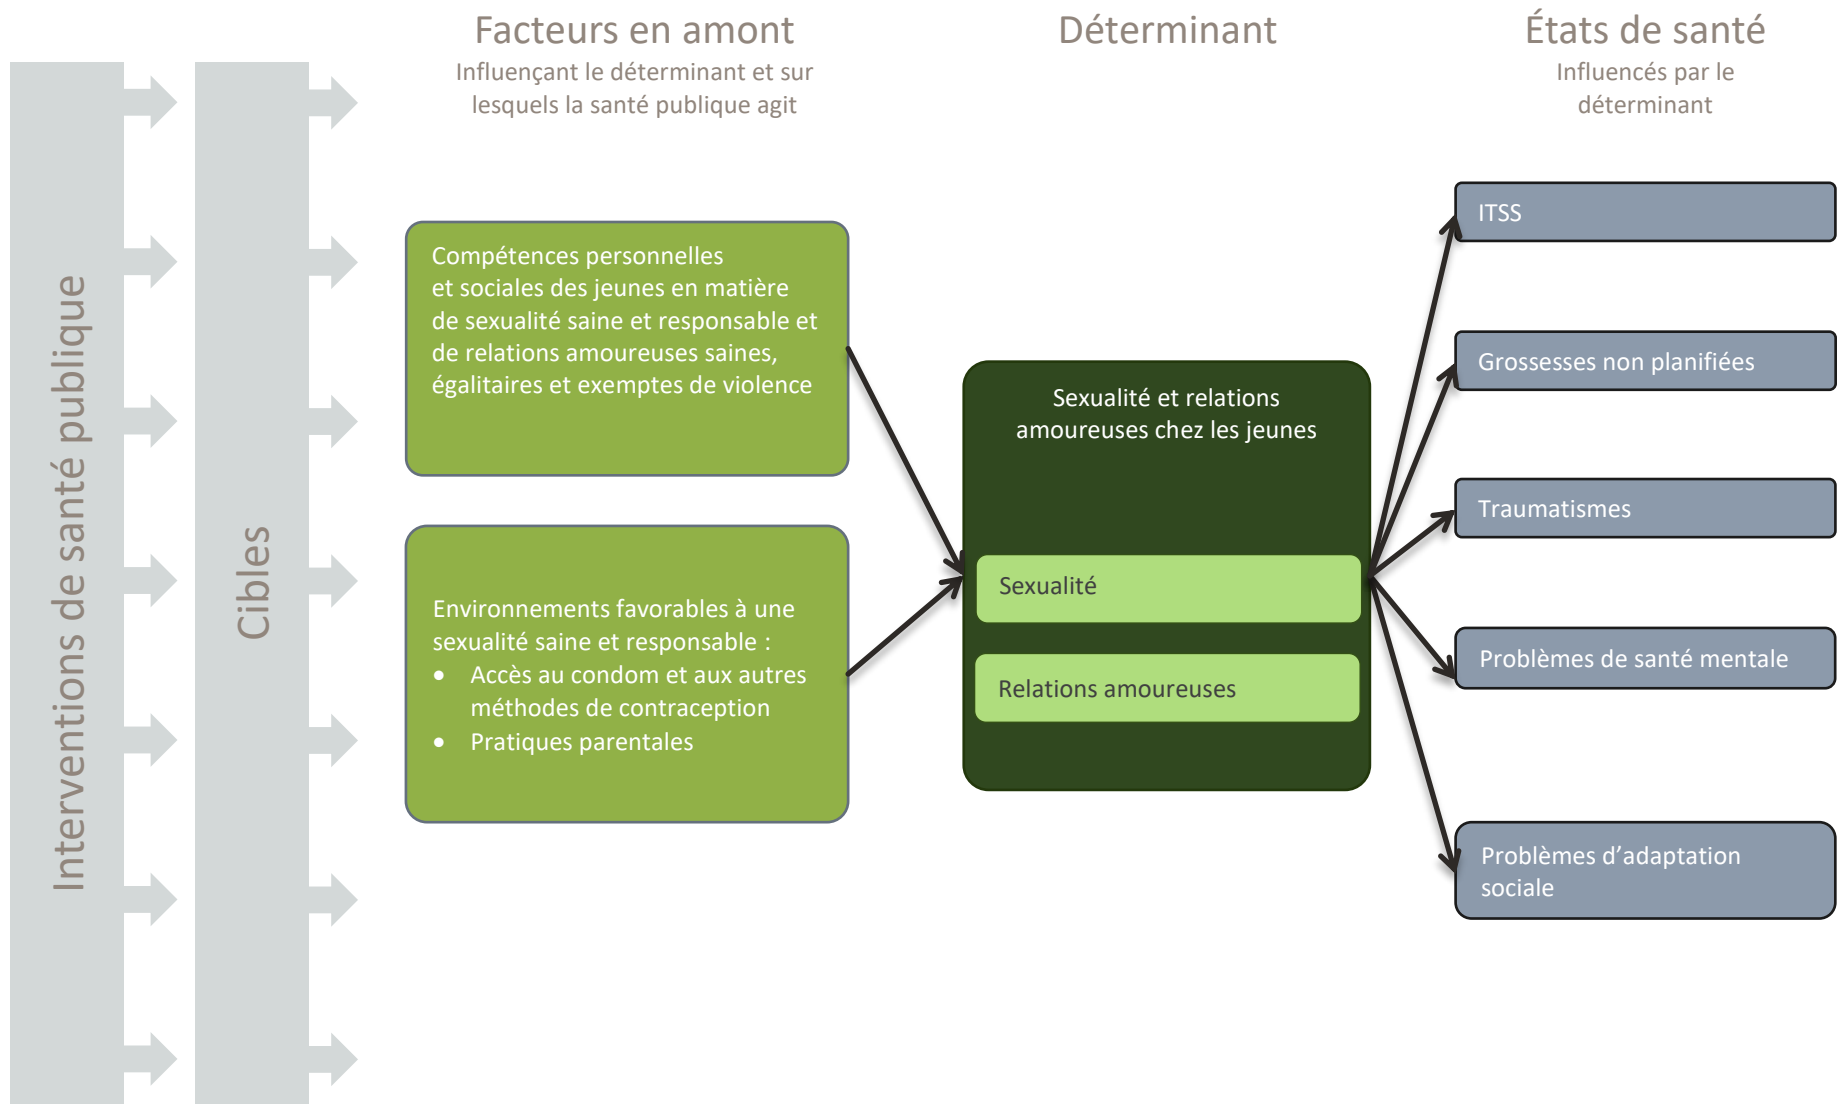 Facteurs en amont
Influençant le déterminant et sur
lesquels la santé publique agit
Déterminant
États de santé
Influencés par le
déterminant
Interventions de santé publique
Cibles
Compétences personnelles
et sociales des jeunes en matière
de sexualité saine et responsable et
de relations amoureuses saines,
égalitaires et exemptes de violence
Environnements favorables à une
sexualité saine et responsable :
• Accès au condom et aux autres
méthodes de contraception
• Pratiques parentales
Sexualité et relations
amoureuses chez les jeunes
Sexualité
Relations amoureuses
ITSS
Grossesses non planifiées
Traumatismes
Problèmes de santé mentale
Problèmes d’adaptation
sociale